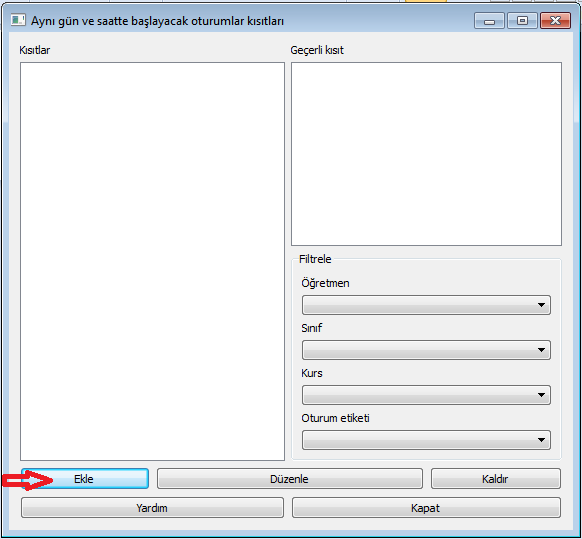 Aynı gün ve saatte başlayacak oturumlar kısıtları
Kısıtlar
Geçerli kısıt
Filtrele
Öğretmen
Sınıf
Kurs
Oturum etiketi
Ekle
Düzenle
Kaldır
Yardım
Kapat